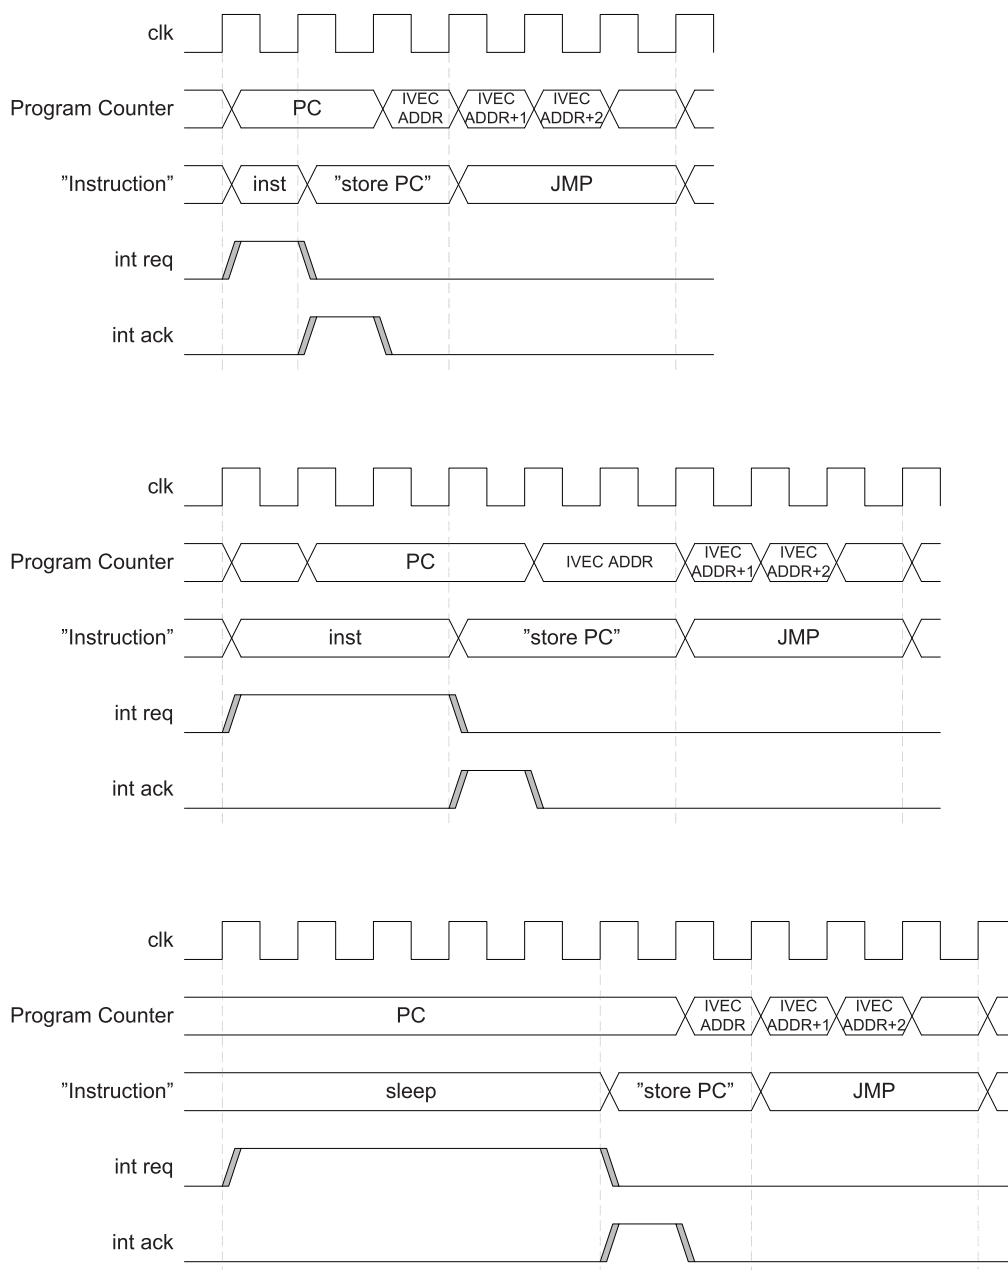 clk
Program Counter PC IVEC ADDR IVEC ADDR+1 IVEC ADDR+2
”Instruction” inst ”store PC” JMP
int req
int ack
clk
Program Counter PC IVEC ADDR IVEC ADDR+1 IVEC ADDR+2
”Instruction” inst ”store PC” JMP
int req
int ack
clk
Program Counter PC IVEC ADDR IVEC ADDR+1 IVEC ADDR+2
”Instruction” sleep ”store PC” JMP
int req
int ack